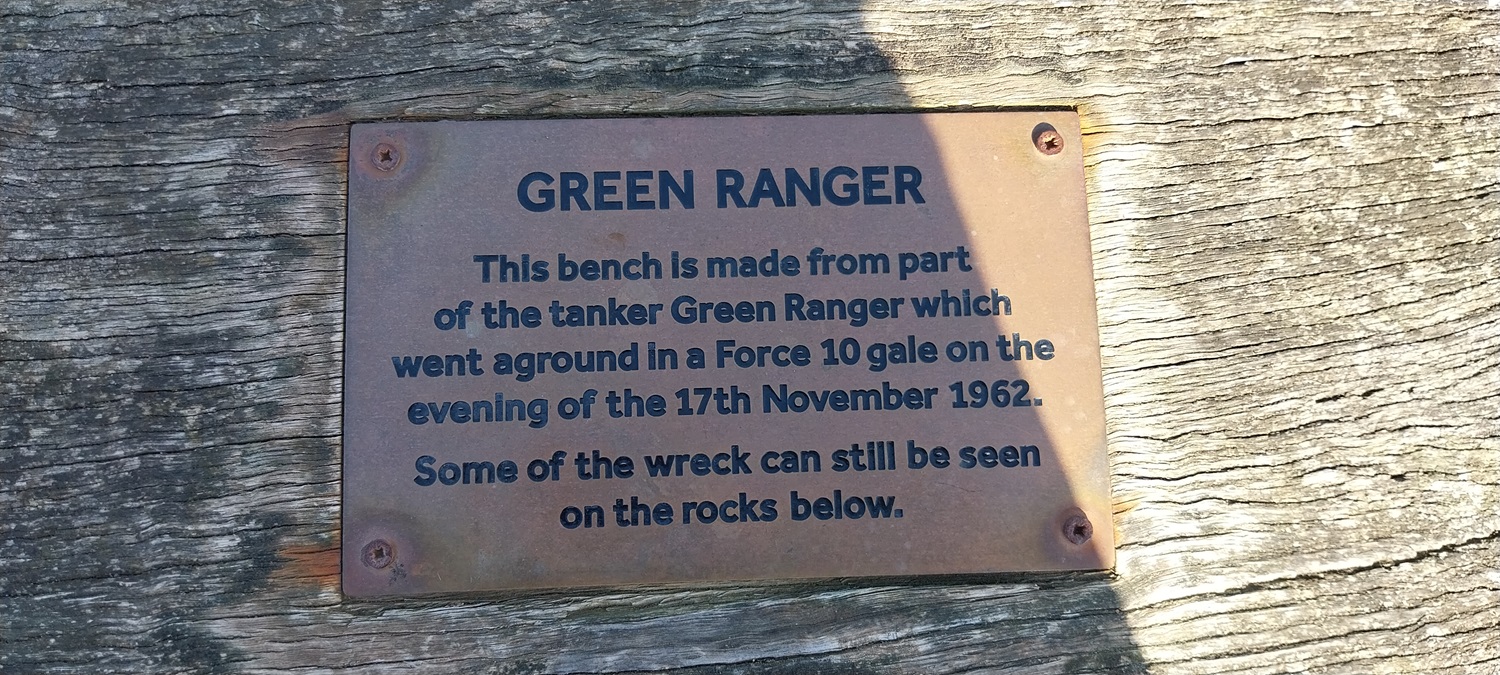 GREEN RANGER
This bench is made from part
of the tanker Green Ranger which
went aground in a Force 10 gale on the
evening of the 17th November 1962.
Some of the wreck can still be seen
on the rocks below.